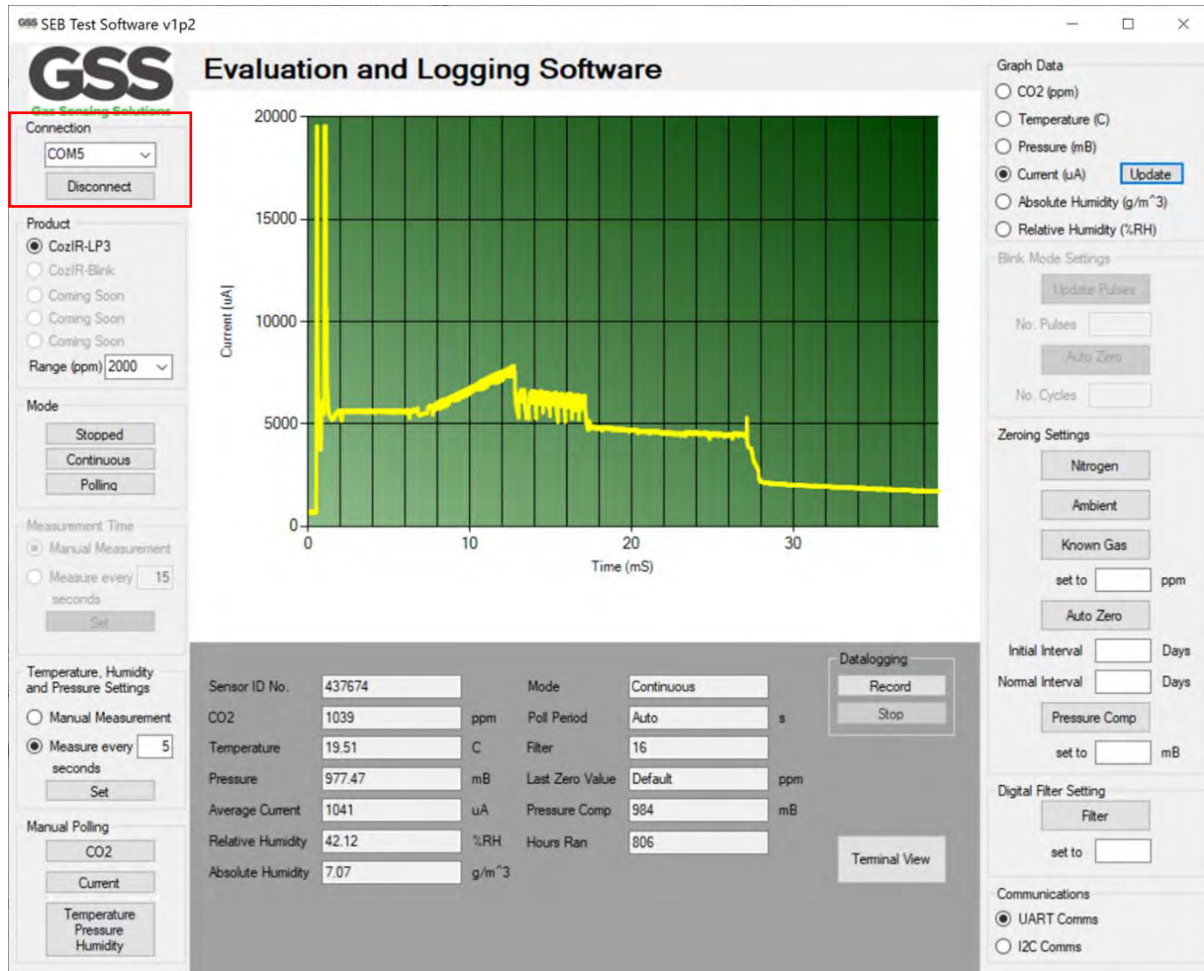 GSS SEB Test Software v1p2
GSS
Gas Sensing Solutions
Connection
COM5
Disconnect
Product
CozIR-LP3
CozIR-Blink
Coming Soon
Coming Soon
Coming Soon
Range (ppm) 2000
Mode
Stopped
Continuous
Polling
Measurement Time
Manual Measurement
Measure every 15
seconds
Set
Temperature, Humidity
and Pressure Settings
Manual Measurement
Measure every 5
seconds
Set
Manual Polling
CO2
Current
Temperature
Pressure
Humidity
Evaluation and Logging Software
20000
15000
10000
5000
0
Current (uA)
0 10 20 30
Time (mS)
Sensor ID No. 437674
CO2 1039 ppm
Temperature 19.51 C
Pressure 977.47 mB
Average Current 1041 uA
Relative Humidity 42.12 %RH
Absolute Humidity 7.07 g/m^3
Mode Continuous
Poll Period Auto s
Filter 16
Last Zero Value Default ppm
Pressure Comp 984 mB
Hours Ran 806
Datalogging
Record
Stop
Terminal View
Graph Data
CO2 (ppm)
Temperature (C)
Pressure (mB)
Current (uA) Update
Absolute Humidity (g/m^3)
Relative Humidity (%RH)
Blink Mode Settings
Update Pulses
No. Pulses
Auto Zero
No. Cycles
Zeroing Settings
Nitrogen
Ambient
Known Gas
set to ppm
Auto Zero
Initial Interval Days
Normal Interval Days
Pressure Comp
set to mB
Digital Filter Setting
Filter
set to
Communications
UART Comms
I2C Comms